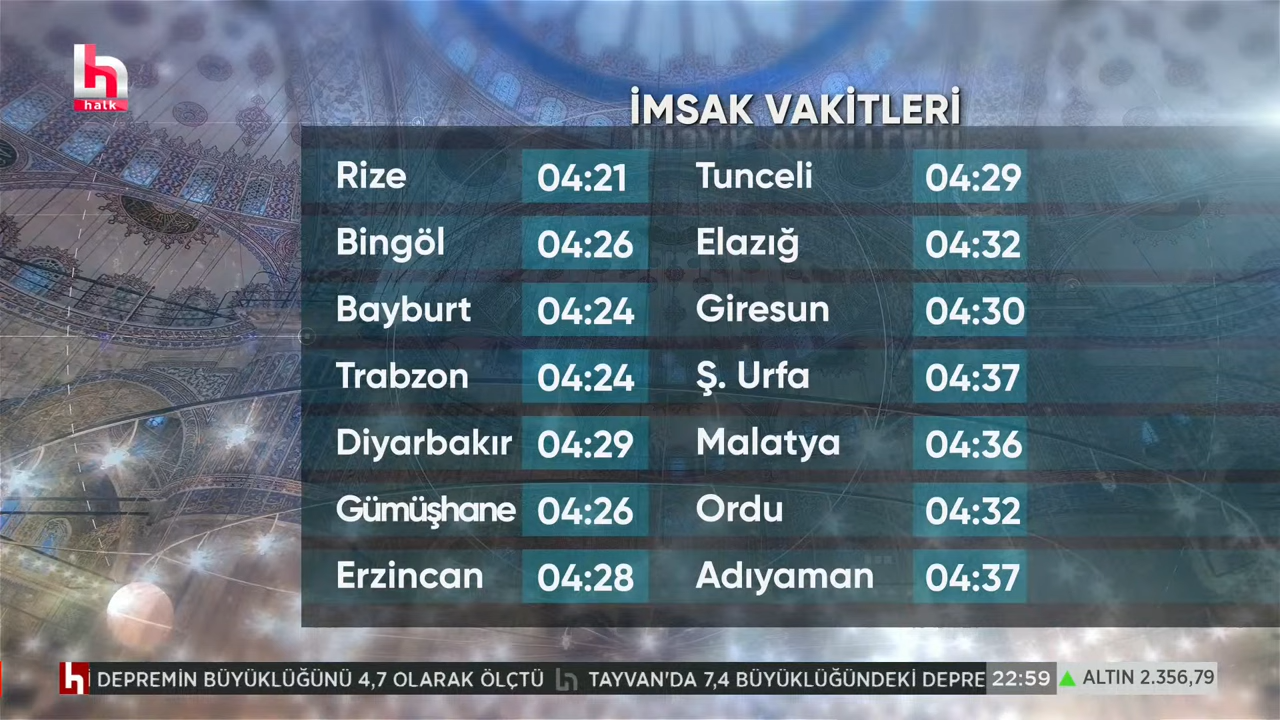 h
halk
İMSAK VAKİTLERİ
Rize 04:21 Tunceli 04:29
Bingöl 04:26 Elazığ 04:32
Bayburt 04:24 Giresun 04:30
Trabzon 04:24 Ş. Urfa 04:37
Diyarbakır 04:29 Malatya 04:36
Gümüşhane 04:26 Ordu 04:32
Erzincan 04:28 Adıyaman 04:37
h İ DEPREMİN BÜYÜKLÜĞÜNÜ 4,7 OLARAK ÖLÇTÜ h TAYVAN'DA 7,4 BÜYÜKLÜĞÜNDEKİ DEPRE 22:59 ALTIN 2.356,79